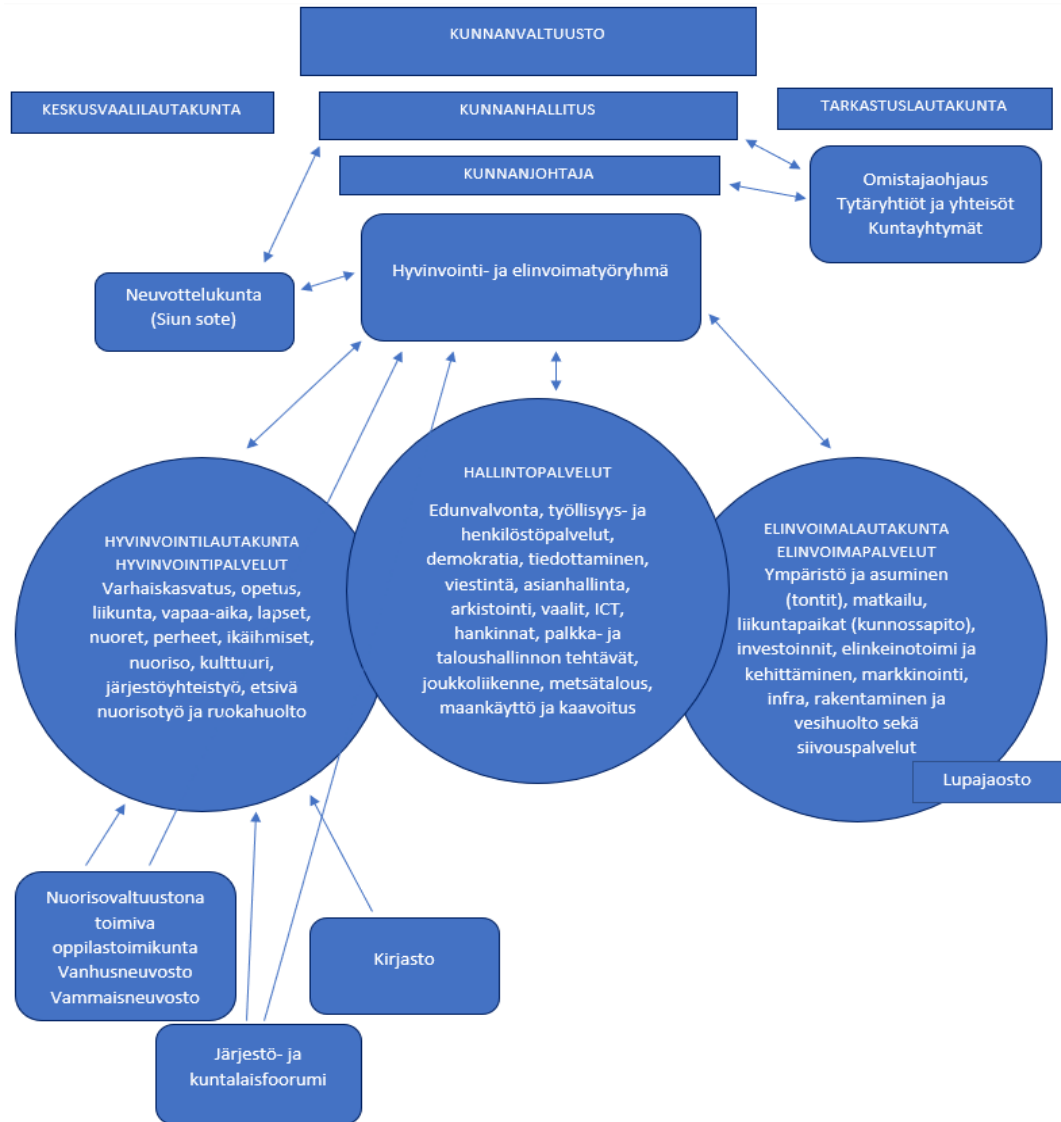 KUNNANVALTUUSTO
KESKUSVAALILAUTAKUNTA
KUNNANHALLITUS
TARKASTUSLAUTAKUNTA
KUNNANJOHTAJA
Omistajaohjaus
Tytäryhtiöt ja yhteisöt
Kuntayhtymät
Hyvinvointi- ja elinvoimatyöryhmä
Neuvottelukunta
(Siun sote)
HYVINVOINTILAUTAKUNTA
HYVINVOINTIPALVELUT
Varhaiskasvatus, opetus,
liikunta, vapaa-aika, lapset,
nuoret, perheet, ikäihmiset,
nuoriso, kulttuuri,
järjestöyhteistyö, etsivä
nuorisotyö ja ruokahuolto
HALLINTOPALVELUT
Edunvalvonta, työllisyys- ja
henkilöstöpalvelut,
demokratia, tiedottaminen,
viestintä, asianhallinta,
arkistointi, vaalit, ICT,
hankinnat, palkka- ja
taloushallinnon tehtävät,
joukkoliikenne, metsätalous,
maankäyttö ja kaavoitus
ELINVOIMALAUTAKUNTA
ELINVOIMAPALVELUT
Ympäristö ja asuminen
(tontit), matkailu,
liikuntapaikat (kunnossapito),
investoinnit, elinkeinotoimi ja
kehittäminen, markkinointi,
infra, rakentaminen ja
vesihuolto sekä
siivouspalvelut
Lupajaosto
Nuorisovaltuustona
toimiva
oppilastoimikunta
Vanhusneuvosto
Vammaisneuvosto
Kirjasto
Järjestö- ja
kuntalaisfoorumi